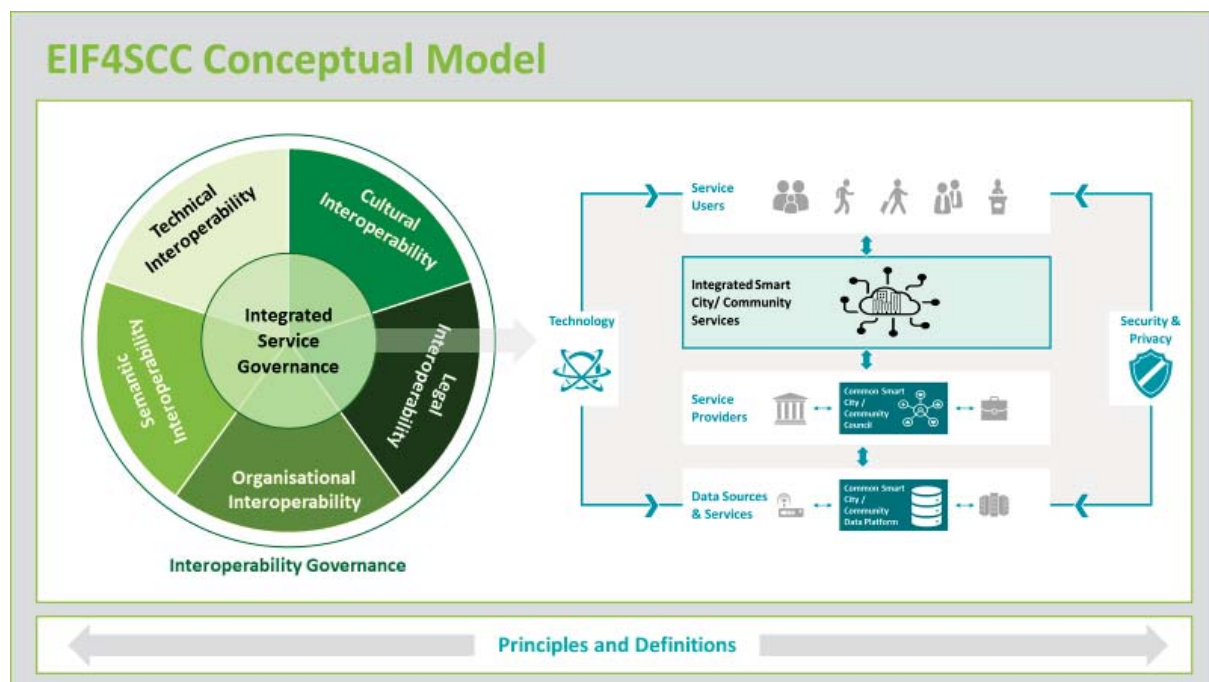 EIF4SCC Conceptual Model
Technical
Interoperability
Cultural
Interoperability
Integrated
Service
Governance
Semantic
Interoperability
Legal
Interoperability
Organisational
Interoperability
Interoperability Governance
Technology
Service
Users
Integrated Smart
City/ Community
Services
Service
Providers
Common Smart
City /
Community
Council
Data Sources
& Services
Common Smart
City /
Community
Data Platform
Security &
Privacy
Principles and Definitions